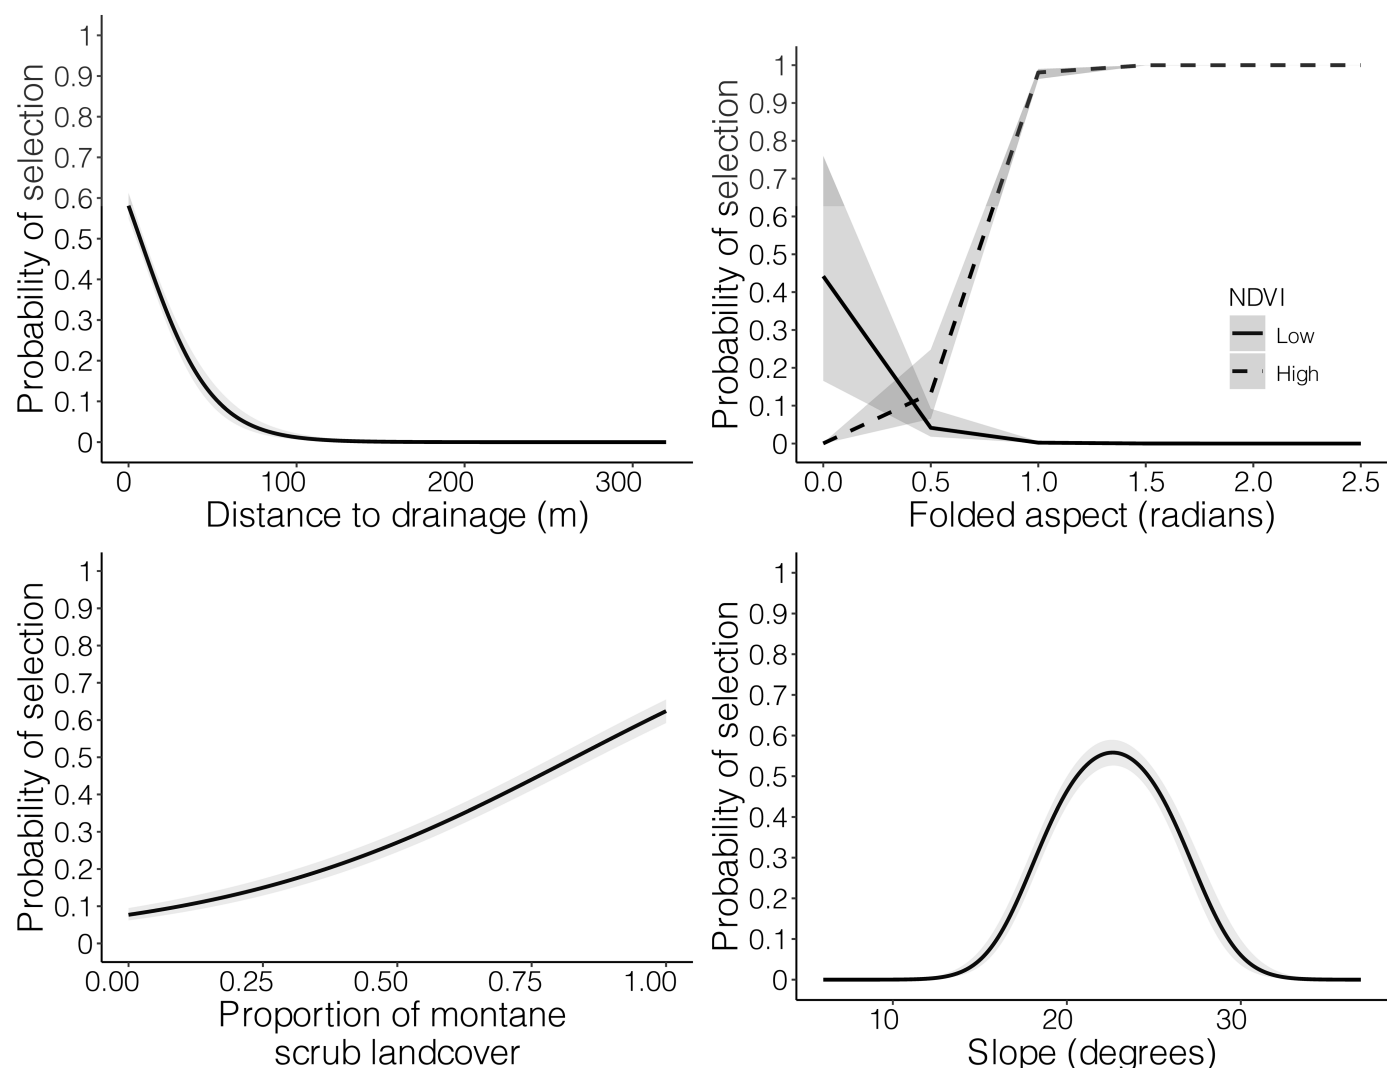 Probability of selection
1
0.9
0.8
0.7
0.6
0.5
0.4
0.3
0.2
0.1
0
0 100 200 300
Distance to drainage (m)
Probability of selection
1
0.9
0.8
0.7
0.6
0.5
0.4
0.3
0.2
0.1
0
NDVI
Low
High
0.0 0.5 1.0 1.5 2.0 2.5
Folded aspect (radians)
Probability of selection
1
0.9
0.8
0.7
0.6
0.5
0.4
0.3
0.2
0.1
0
0.00 0.25 0.50 0.75 1.00
Proportion of montane
scrub landcover
Probability of selection
1
0.9
0.8
0.7
0.6
0.5
0.4
0.3
0.2
0.1
0
10 20 30
Slope (degrees)